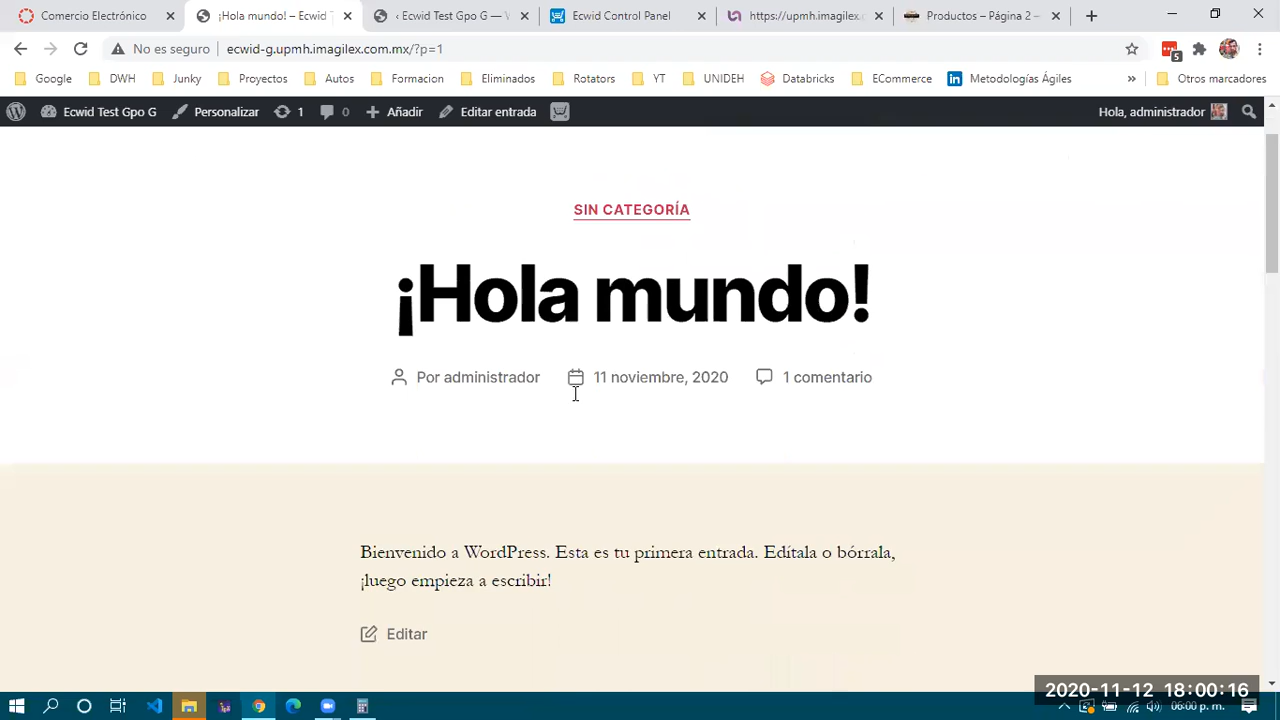 Comercio Electrónico
¡Hola mundo! – Ecwid
‹ Ecwid Test Gpo G — W
Ecwid Control Panel
https://upmh.imagilex.c
Productos – Página 2 –
No es seguro
ecwid-g.upmh.imagilex.com.mx/?p=1
5
Google
DWH
Junky
Proyectos
Autos
Formacion
Eliminados
Rotators
YT
UNIDEH
Databricks
ECommerce
Metodologías Ágiles
»
Otros marcadores
Ecwid Test Gpo G
Personalizar
1
0
Añadir
Editar entrada
Hola, administrador
SIN CATEGORÍA
¡Hola mundo!
Por administrador
11 noviembre, 2020
1 comentario
Bienvenido a WordPress. Esta es tu primera entrada. Edítala o bórrala,
¡luego empieza a escribir!
Editar
2020-11-12 18:00:16
06:00 p. m.